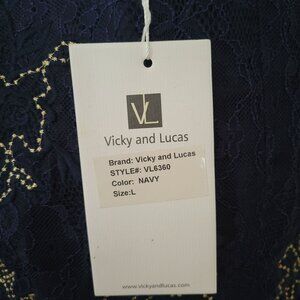 VL
Vicky and Lucas
Brand: Vicky and Lucas
STYLE#: VL6360
Color: NAVY
Size:L
www.vickyandlucas.com